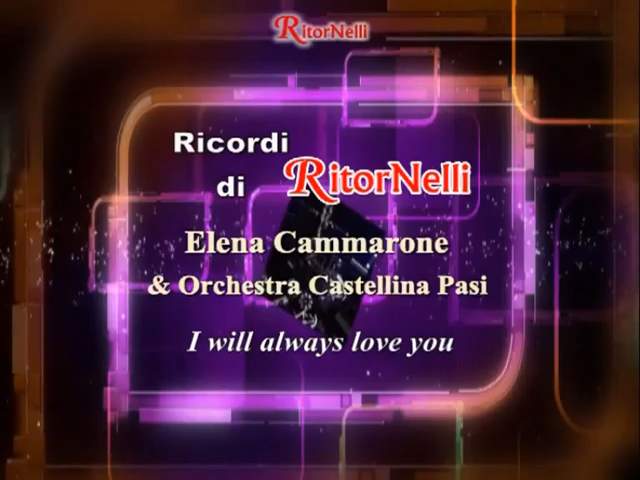 RitorNelli
Ricordi
di RitorNelli
Elena Cammarone
& Orchestra Castellina Pasi
I will always love you